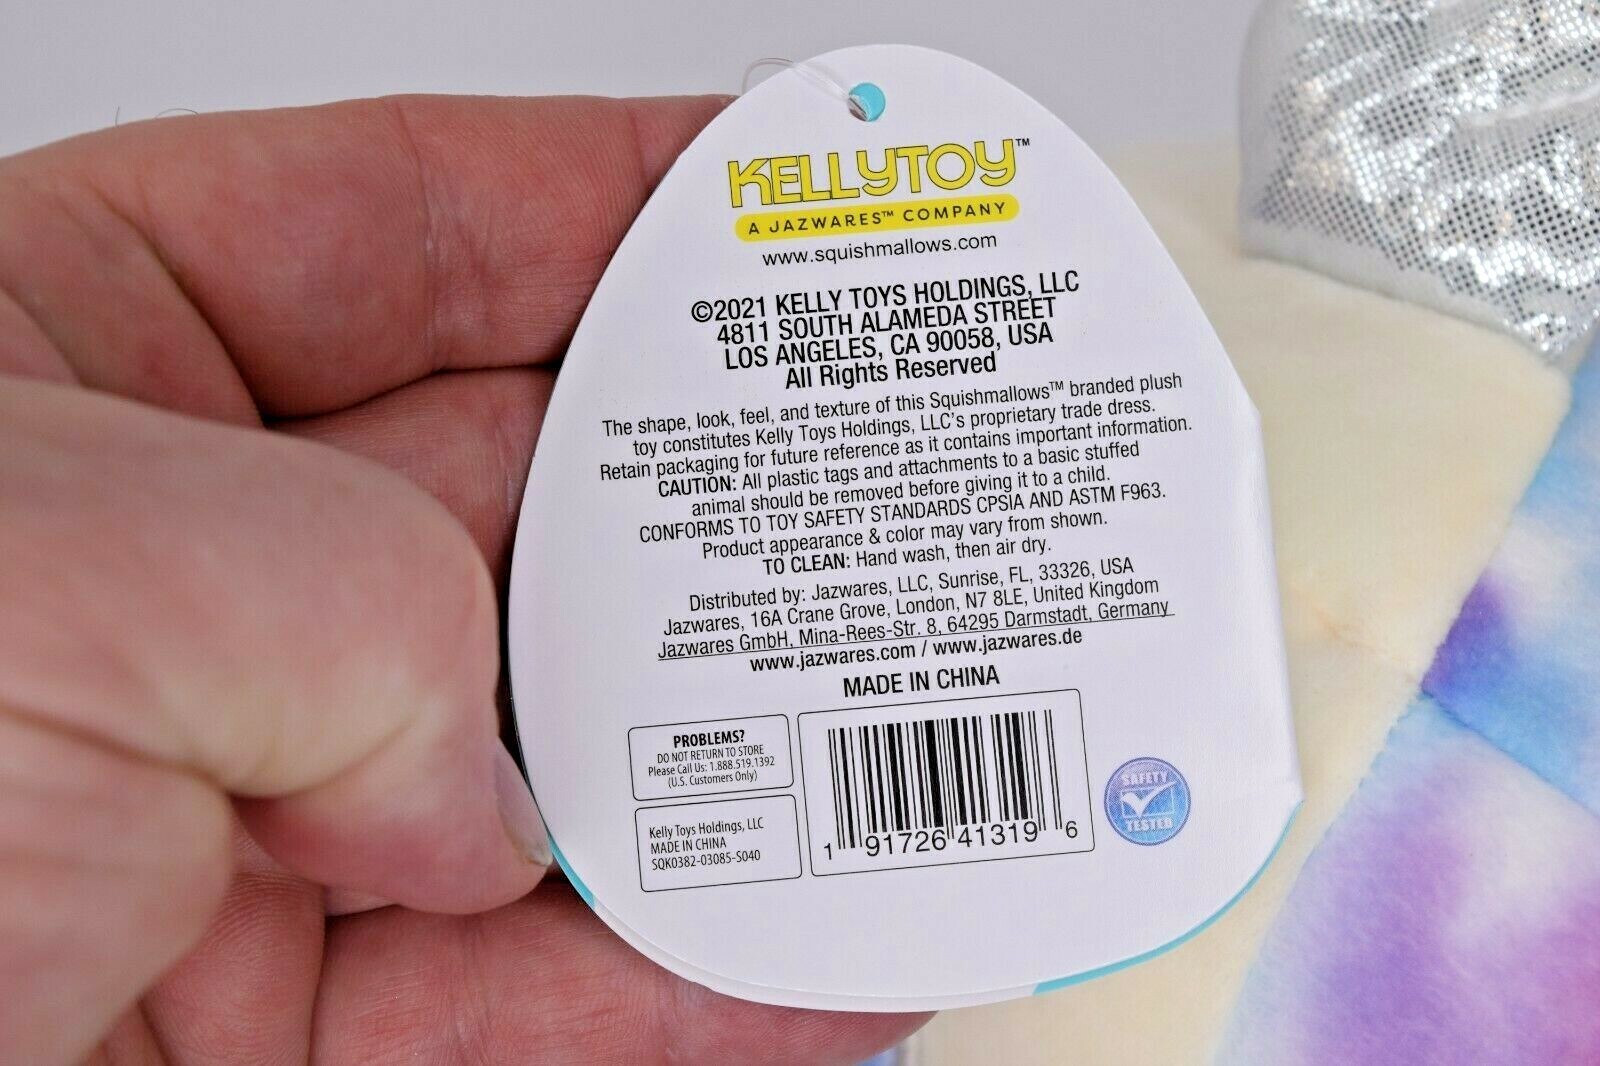 KELLYTOY™
A JAZWARES™ COMPANY
www.squishmallows.com
©2021 KELLY TOYS HOLDINGS, LLC
4811 SOUTH ALAMEDA STREET
LOS ANGELES, CA 90058, USA
All Rights Reserved
The shape, look, feel, and texture of this Squishmallows™ branded plush
toy constitutes Kelly Toys Holdings, LLC's proprietary trade dress.
Retain packaging for future reference as it contains important information.
CAUTION: All plastic tags and attachments to a basic stuffed
animal should be removed before giving it to a child.
CONFORMS TO TOY SAFETY STANDARDS CPSIA AND ASTM F963.
Product appearance & color may vary from shown.
TO CLEAN: Hand wash, then air dry.
Distributed by: Jazwares, LLC, Sunrise, FL, 33326, USA
Jazwares, 16A Crane Grove, London, N7 8LE, United Kingdom
Jazwares GmbH, Mina-Rees-Str. 8, 64295 Darmstadt, Germany
www.jazwares.com / www.jazwares.de
MADE IN CHINA
PROBLEMS?
DO NOT RETURN TO STORE
Please Call Us: 1.888.519.1392
(U.S. Customers Only)
Kelly Toys Holdings, LLC
MADE IN CHINA
SQK0382-03085-S040
1 91726 41319 6
SAFETY
TESTED